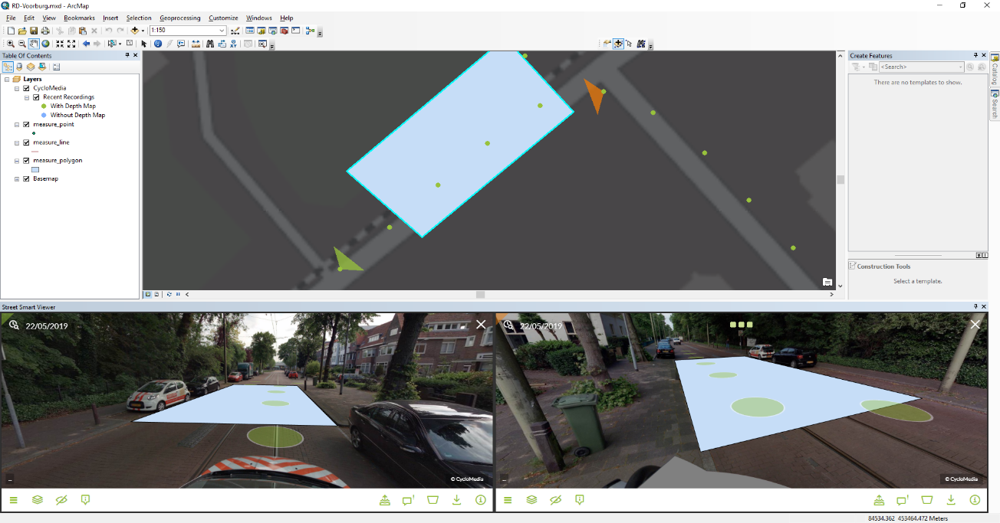 RD-Voorburg.mxd - ArcMap
File Edit View Bookmarks Insert Selection Geoprocessing Customize Windows Help
1:150
Table Of Contents
Layers
CycloMedia
Recent Recordings
With Depth Map
Without Depth Map
measure_point
measure_line
measure_polygon
Basemap
Create Features
<Search>
There are no templates to show.
Construction Tools
Select a template.
Catalog
Search
Street Smart Viewer
22/05/2019
© CycloMedia
22/05/2019
© CycloMedia
84534.362 453464.472 Meters